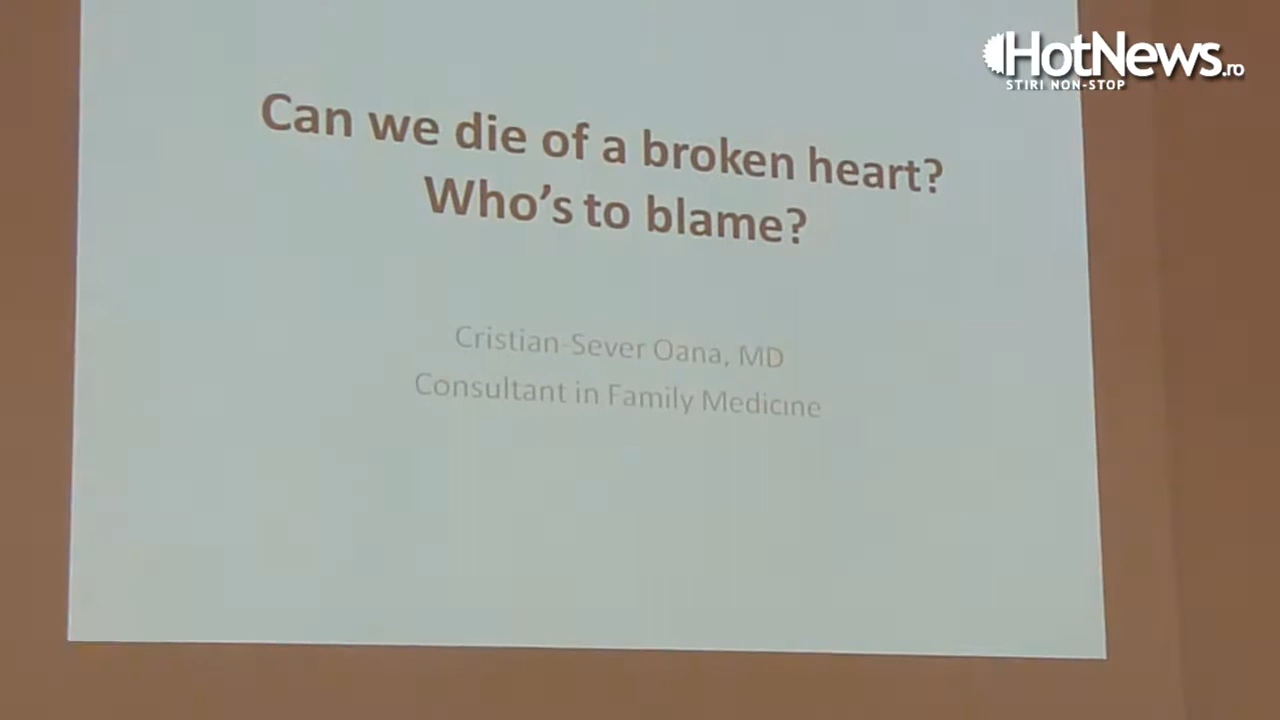 HotNews.ro
STIRI NON-STOP
Can we die of a broken heart?
Who's to blame?
Cristian-Sever Oana, MD
Consultant in Family Medicine